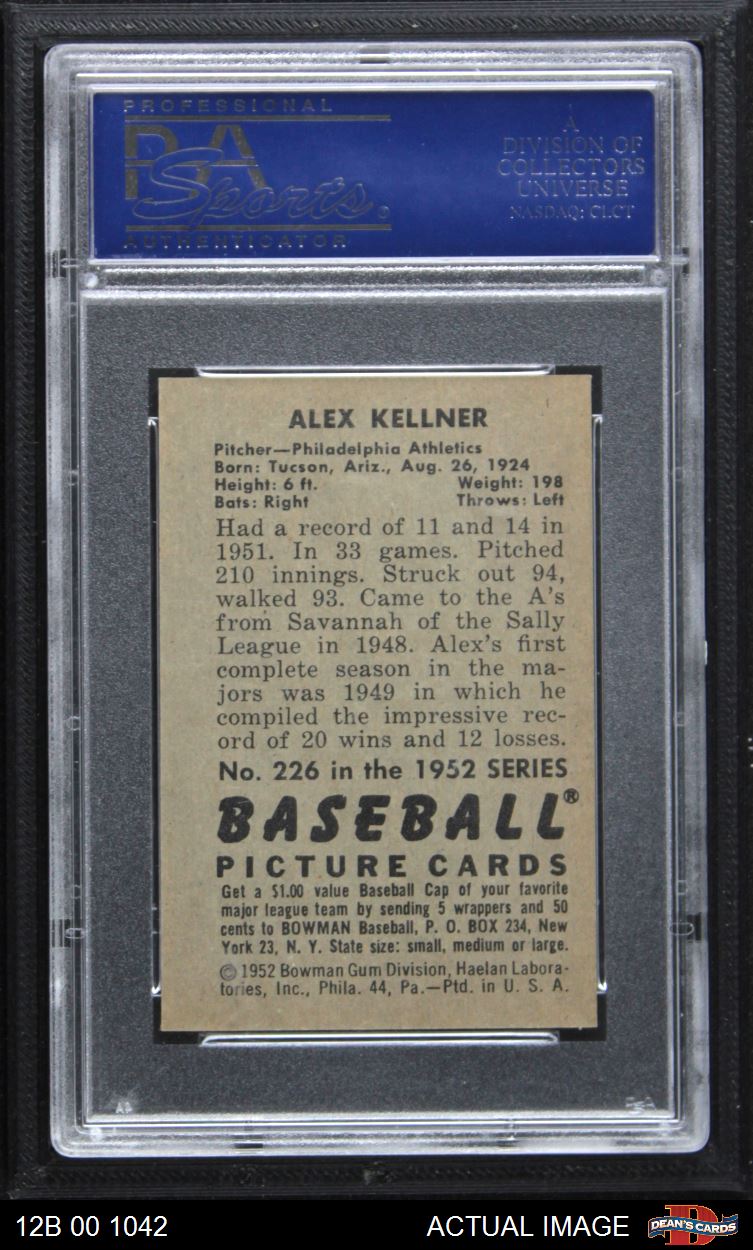 PROFESSIONAL
PSA
Sports®
AUTHENTICATOR
A
DIVISION OF
COLLECTORS
UNIVERSE
NASDAQ: CLCT
ALEX KELLNER
Pitcher—Philadelphia Athletics
Born: Tucson, Ariz., Aug. 26, 1924
Height: 6 ft. Weight: 198
Bats: Right Throws: Left
Had a record of 11 and 14 in
1951. In 33 games. Pitched
210 innings. Struck out 94,
walked 93. Came to the A's
from Savannah of the Sally
League in 1948. Alex's first
complete season in the ma-
jors was 1949 in which he
compiled the impressive rec-
ord of 20 wins and 12 losses.
No. 226 in the 1952 SERIES
BASEBALL®
PICTURE CARDS
Get a $1.00 value Baseball Cap of your favorite
major league team by sending 5 wrappers and 50
cents to BOWMAN Baseball, P. O. BOX 234, New
York 23, N. Y. State size: small, medium or large.
©1952 Bowman Gum Division, Haelan Labora-
tories, Inc., Phila. 44, Pa.—Ptd. in U. S. A.
PSA
12B 00 1042
ACTUAL IMAGE
DEAN'S CARDS